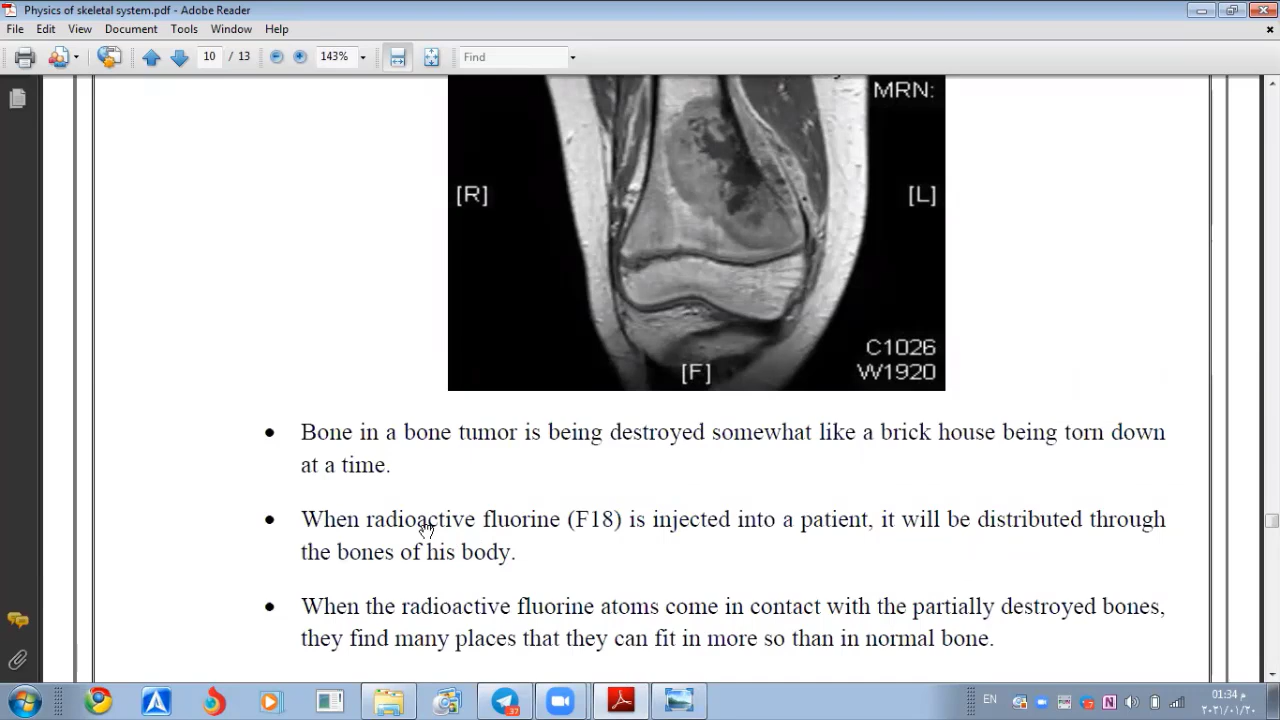 Physics of skeletal system.pdf - Adobe Reader
File Edit View Document Tools Window Help
10 / 13 143% Find
MRN:
[R] [L]
C1026
[F] W1920
• Bone in a bone tumor is being destroyed somewhat like a brick house being torn down
at a time.
• When radioactive fluorine (F18) is injected into a patient, it will be distributed through
the bones of his body.
• When the radioactive fluorine atoms come in contact with the partially destroyed bones,
they find many places that they can fit in more so than in normal bone.
37
EN
01:34 م
٢٠٢١/٠١/٢٠